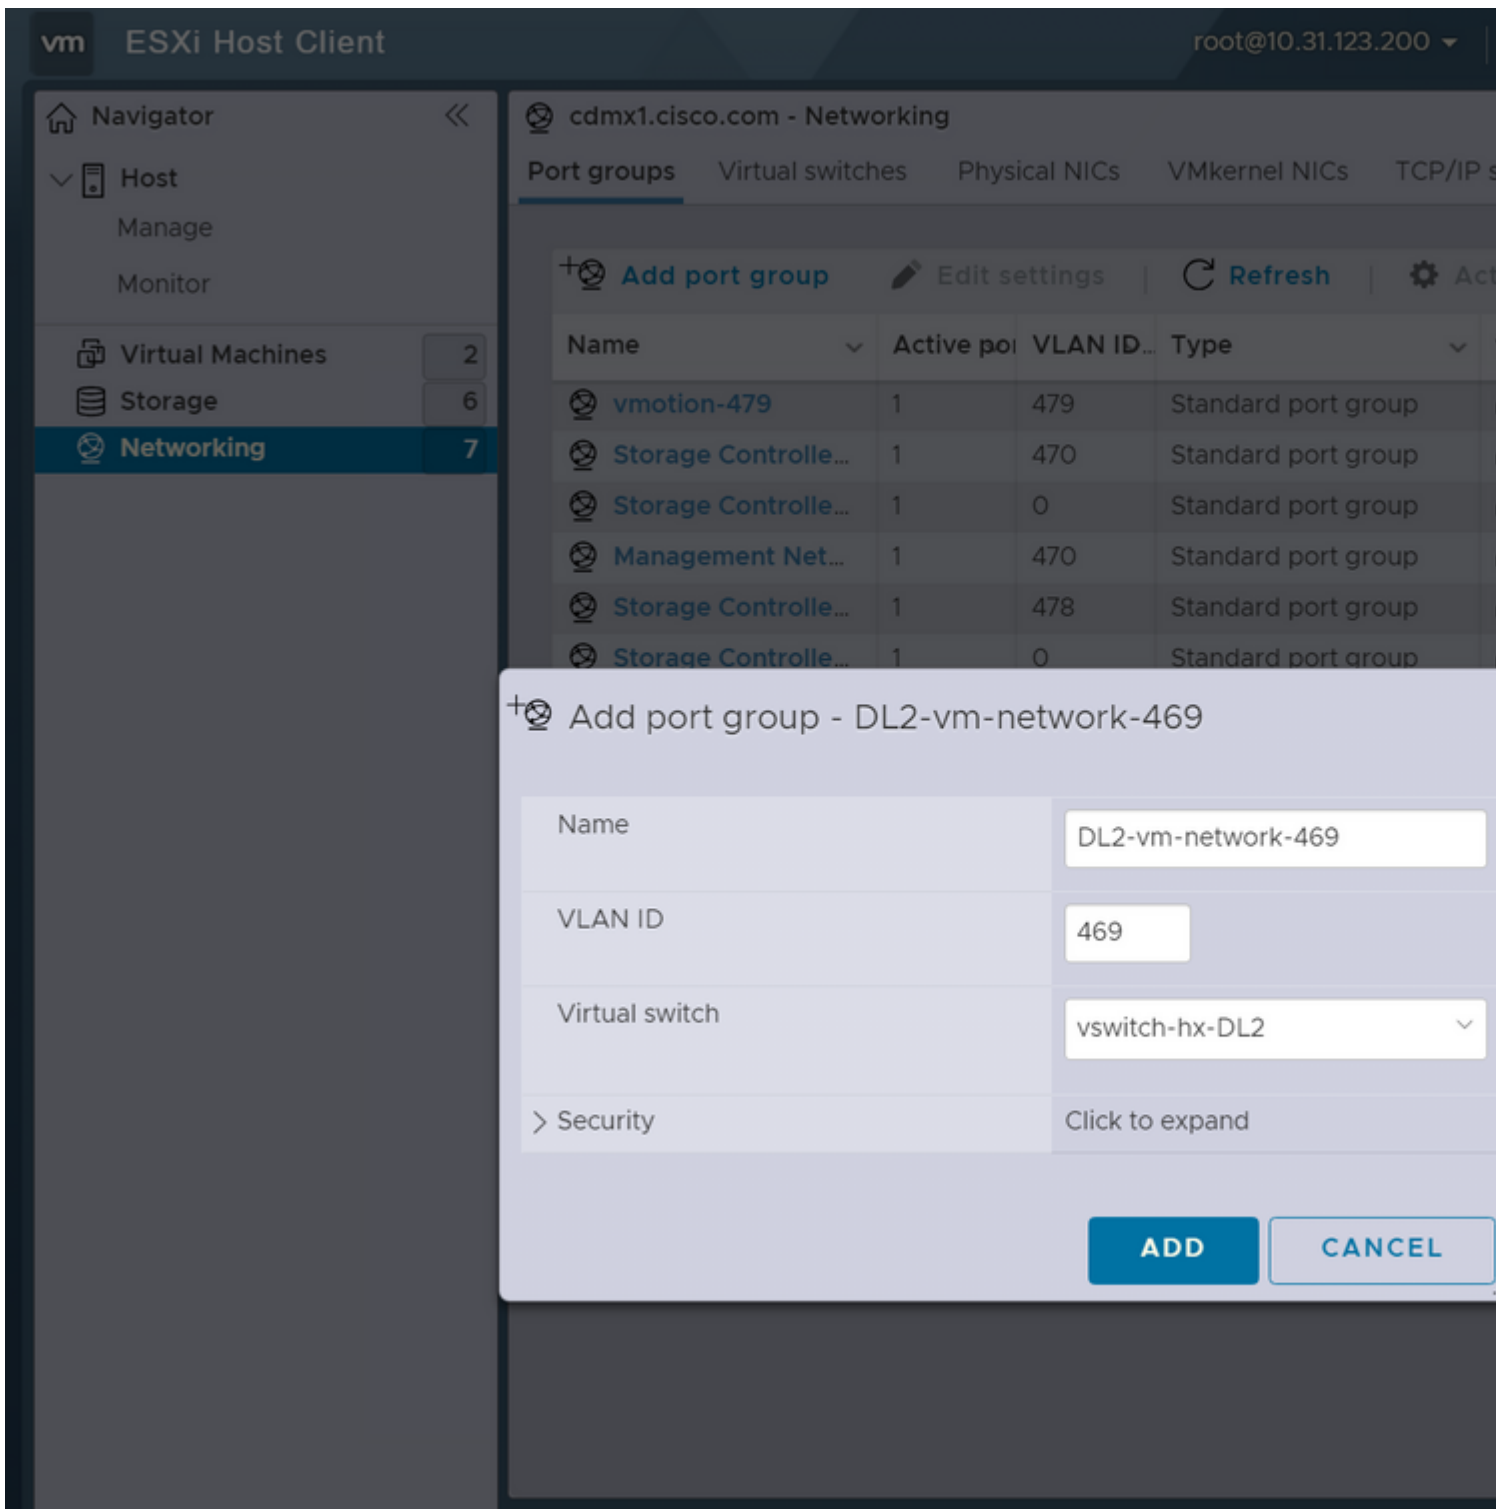 vm ESXi Host Client root@10.31.123.200
Navigator
Host
Manage
Monitor
Virtual Machines 2
Storage 6
Networking 7
cdmx1.cisco.com - Networking
Port groups Virtual switches Physical NICs VMkernel NICs TCP/IP
Add port group Edit settings Refresh
Name Active VLAN ID... Type
vmotion-479 1 479 Standard port group
Storage Controlle... 1 470 Standard port group
Storage Controlle... 1 0 Standard port group
Management Net... 1 470 Standard port group
Storage Controlle... 1 478 Standard port group
Storage Controlle... 1 0 Standard port group
Add port group - DL2-vm-network-469
Name DL2-vm-network-469
VLAN ID 469
Virtual switch vswitch-hx-DL2
Security Click to expand
ADD CANCEL